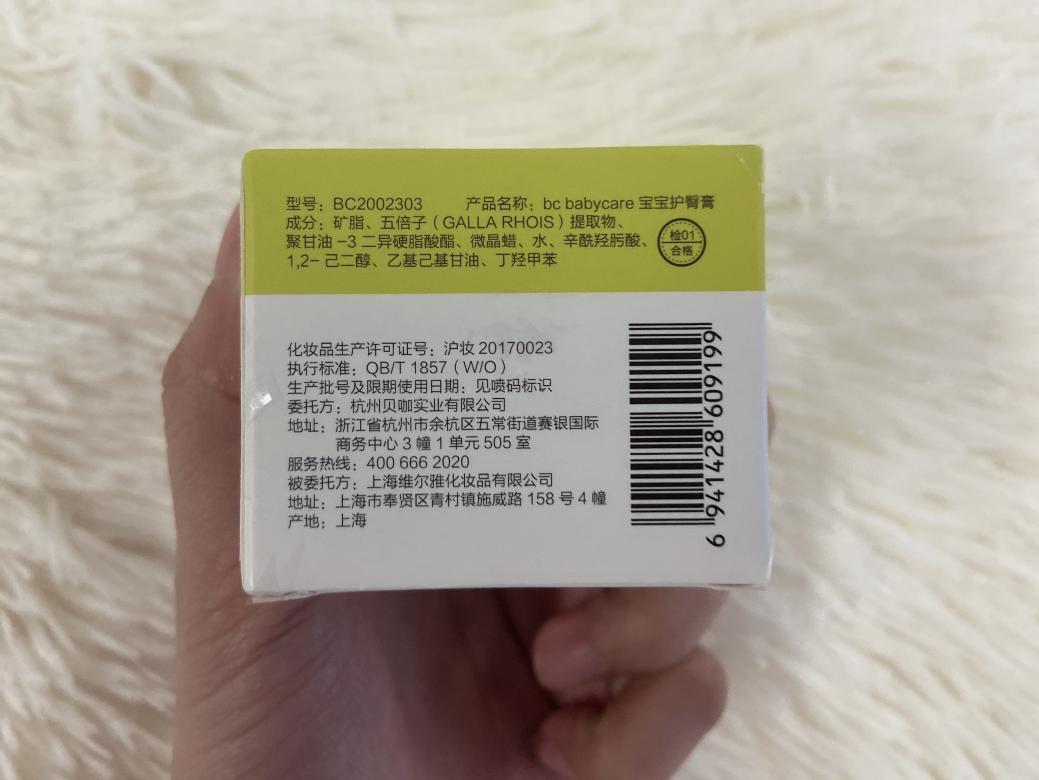 型号：BC2002303 产品名称：bc babycare 宝宝护臀膏
成分：矿脂、五倍子（GALLA RHOIS）提取物、
聚甘油 -3 二异硬脂酸酯、微晶蜡、水、辛酰羟肟酸、
1,2- 己二醇、乙基己基甘油、丁羟甲苯
检01
合格
化妆品生产许可证号：沪妆 20170023
执行标准：QB/T 1857（W/O）
生产批号及限期使用日期：见喷码标识
委托方：杭州贝咖实业有限公司
地址：浙江省杭州市余杭区五常街道赛银国际
商务中心 3 幢 1 单元 505 室
服务热线：400 666 2020
被委托方：上海维尔雅化妆品有限公司
地址：上海市奉贤区青村镇施威路 158 号 4 幢
产地：上海
6 941428 609199